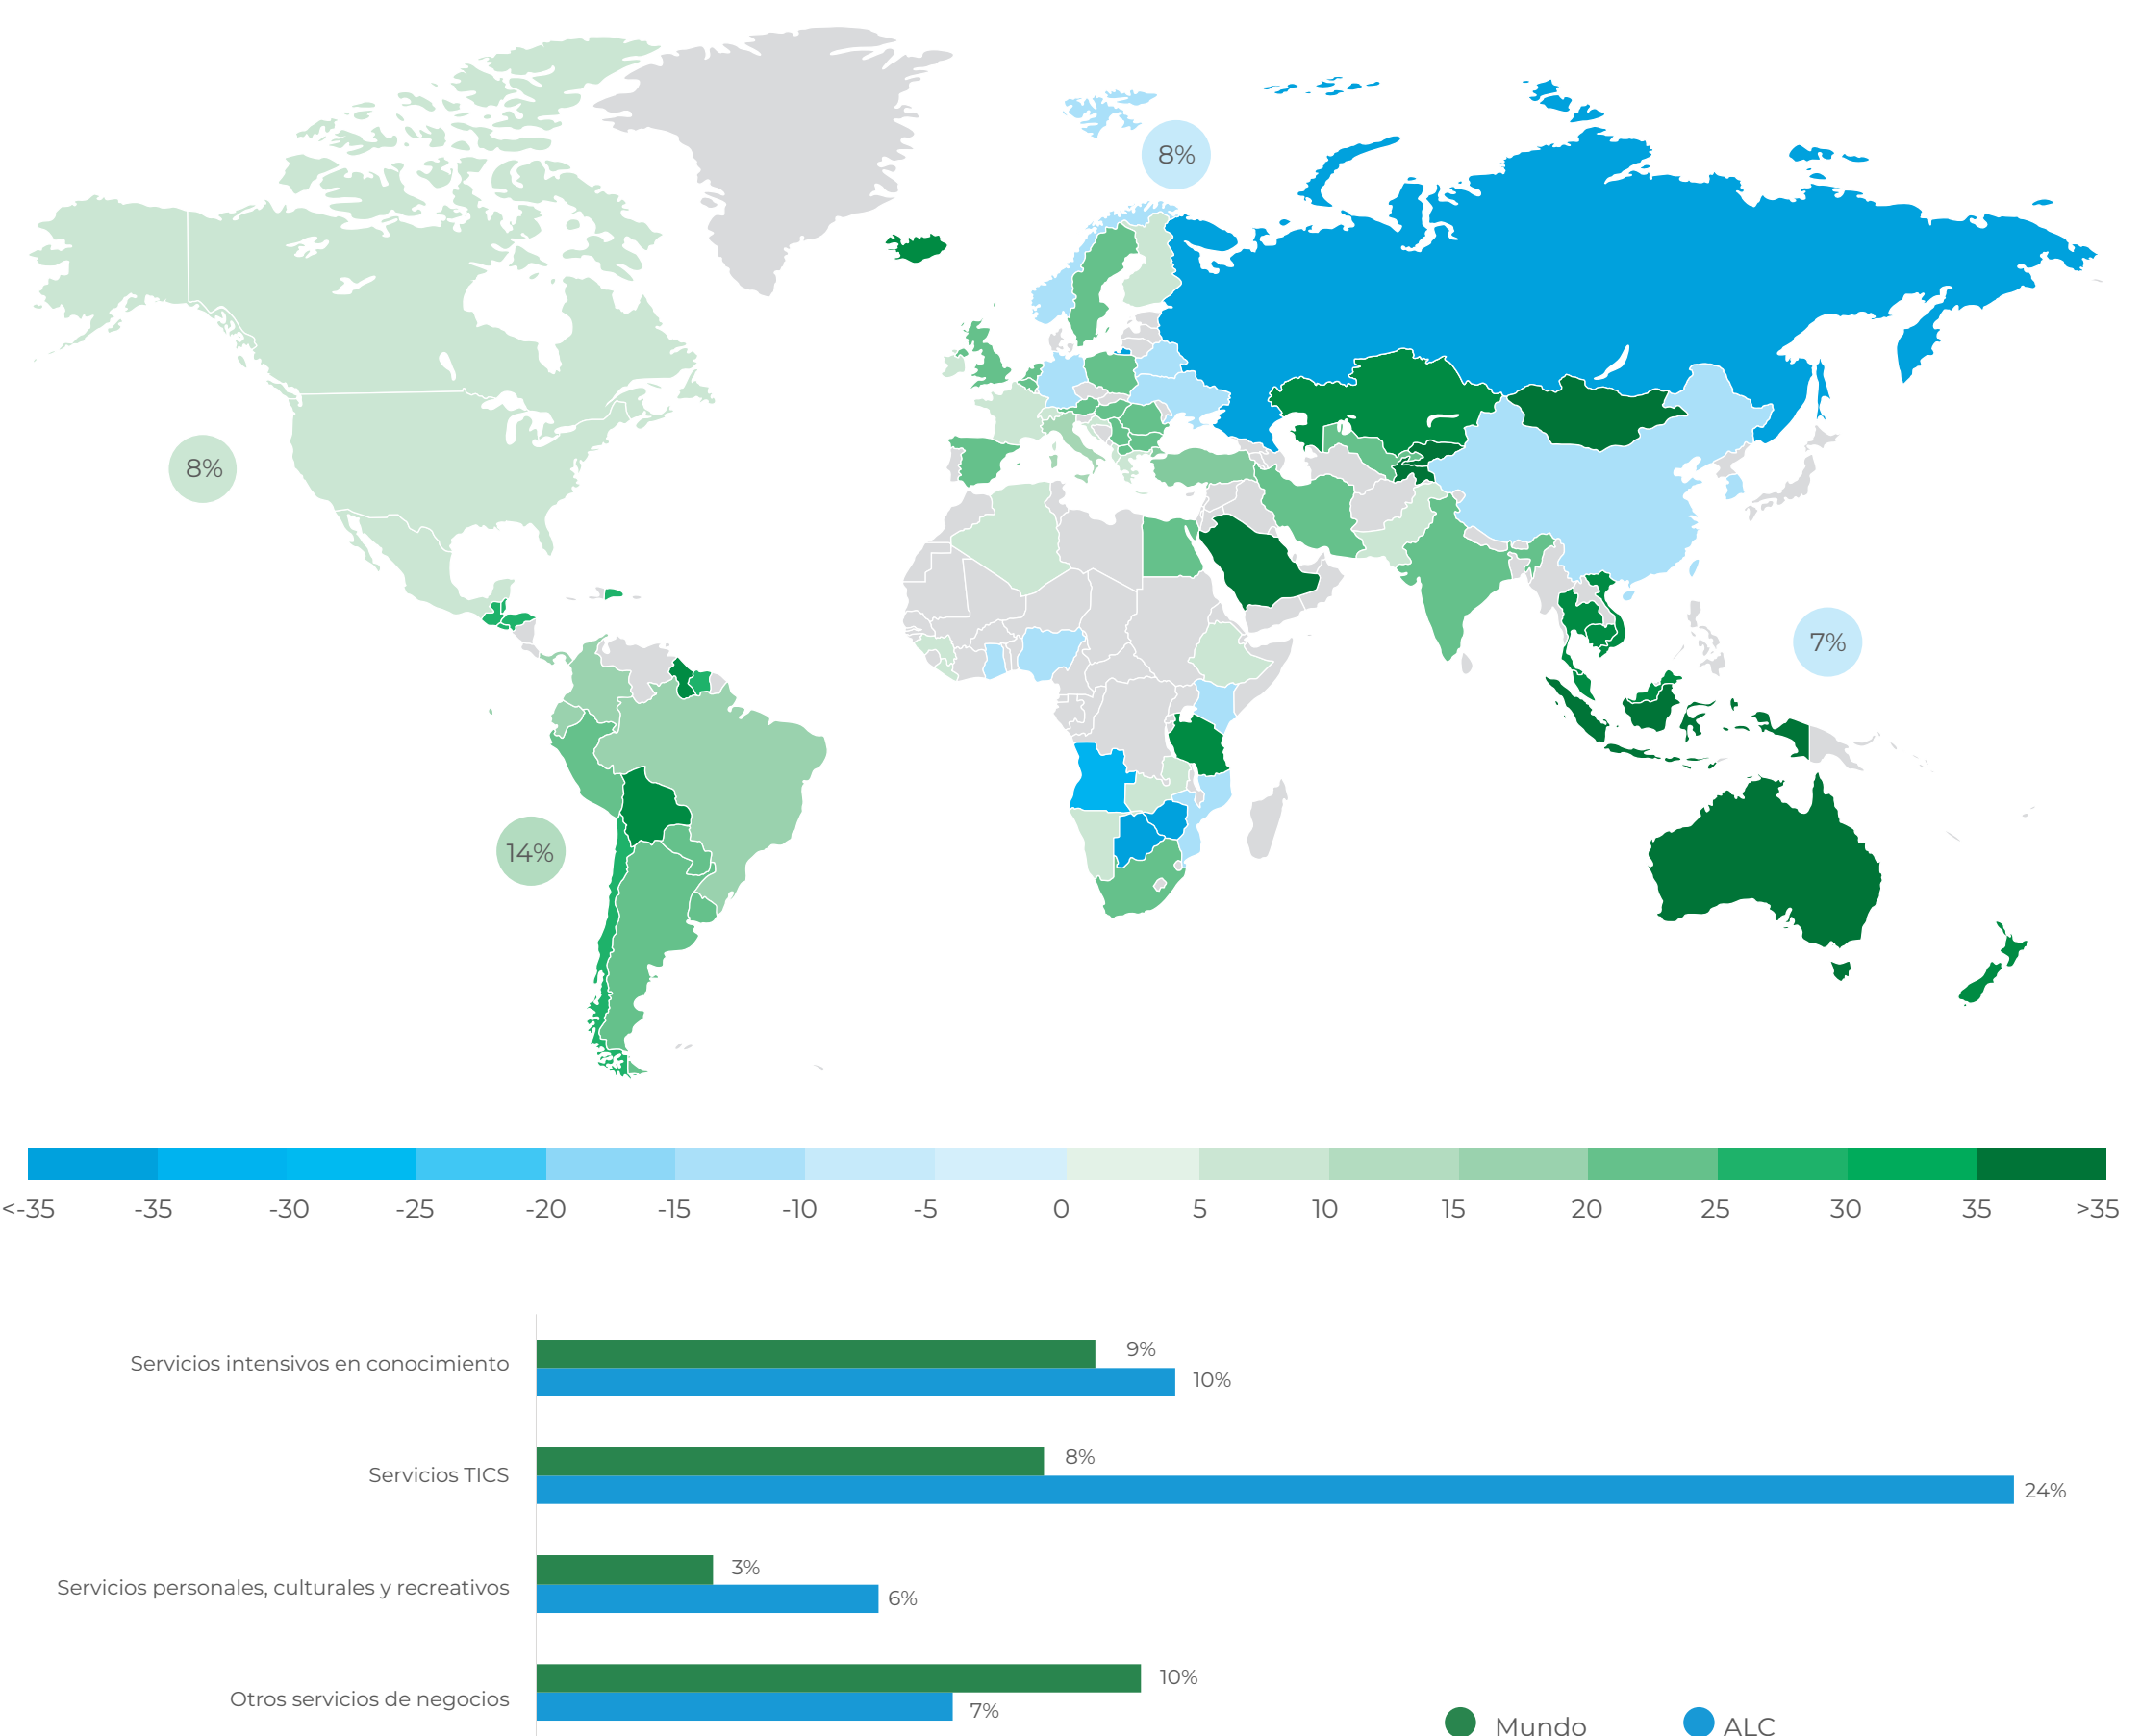 8%
8%
7%
14%
<-35 -35 -30 -25 -20 -15 -10 -5 0 5 10 15 20 25 30 35 >35
Servicios intensivos en conocimiento
9%
10%
Servicios TICS
8%
24%
Servicios personales, culturales y recreativos
3%
6%
Otros servicios de negocios
10%
7%
Mundo ALC